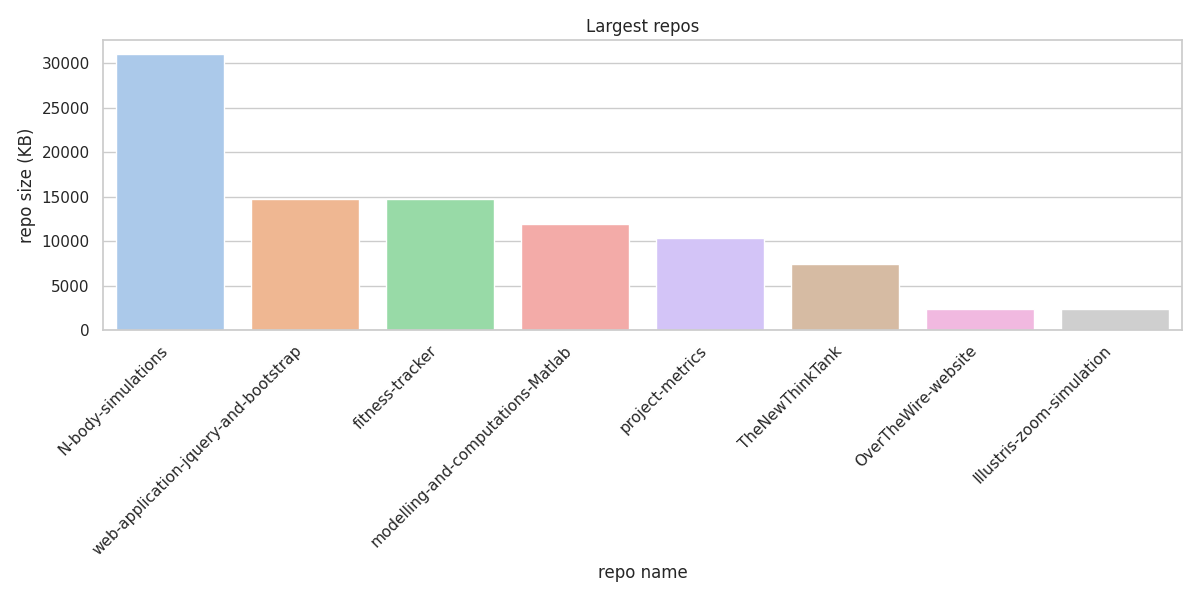 Largest repos
repo size (KB)
30000
25000
20000
15000
10000
5000
0
N-body-simulations
web-application-jquery-and-bootstrap
fitness-tracker
modelling-and-computations-Matlab
project-metrics
TheNewThinkTank
OverTheWire-website
Illustris-zoom-simulation
repo name